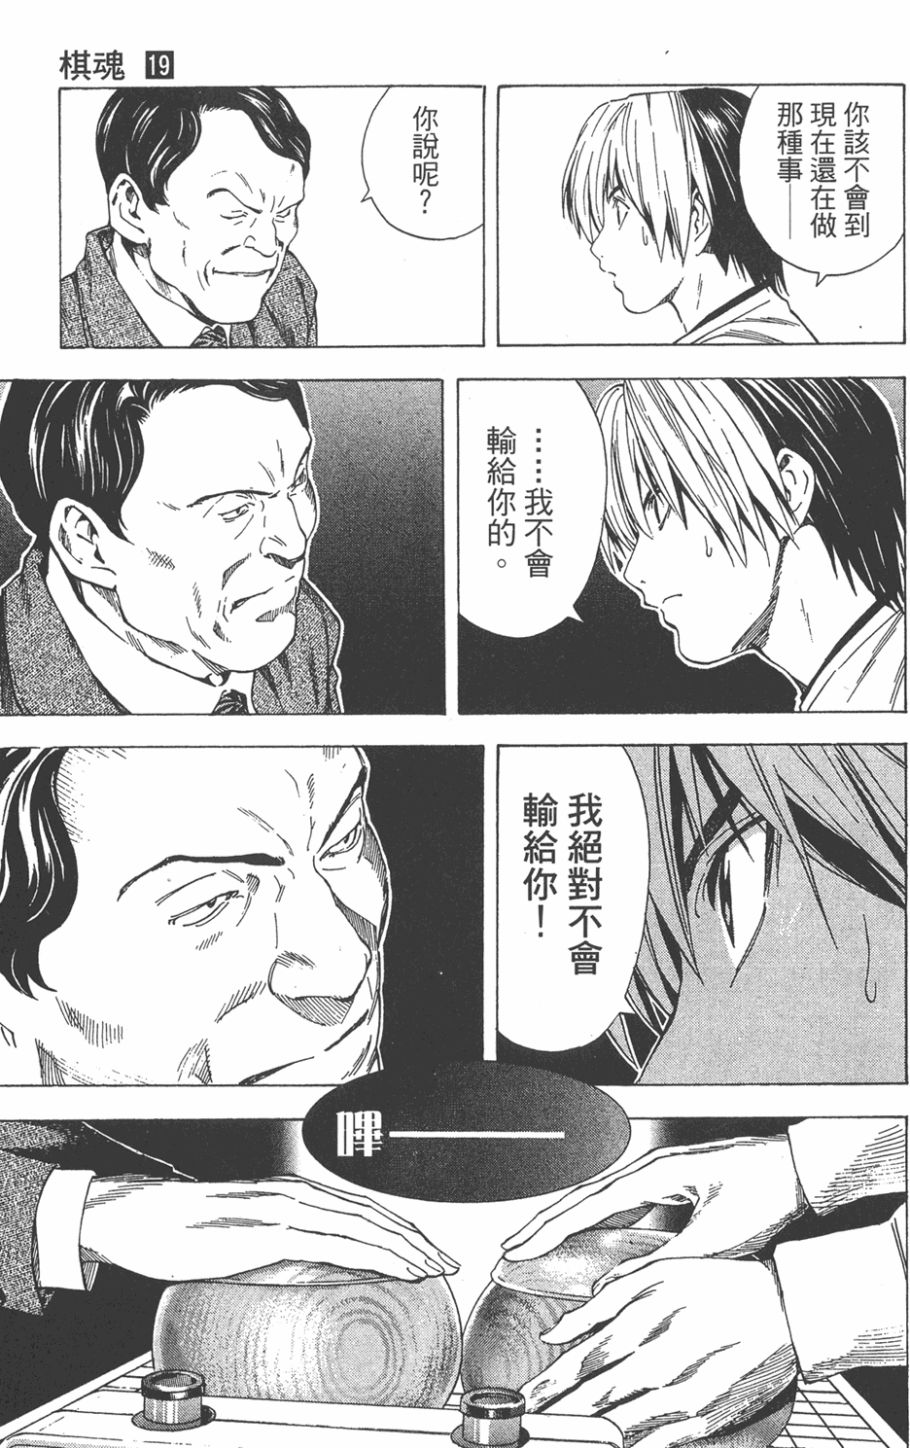 棋魂 19
你該不會到
現在還在做
那種事——
你說呢?
……我不會
輸給你的。
我絕對不會
輸給你!
嗶——